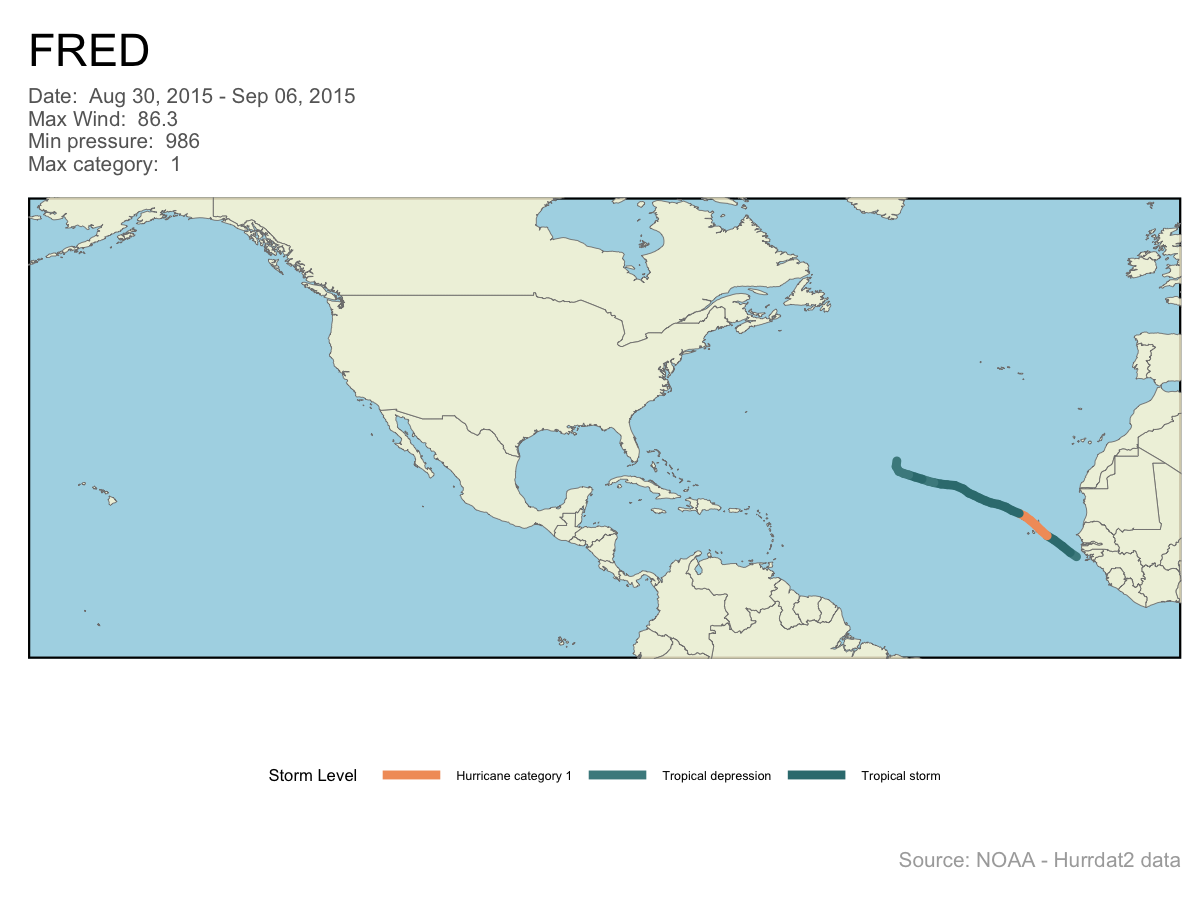 FRED
Date:  Aug 30, 2015 - Sep 06, 2015
Max Wind:  86.3
Min pressure:  986
Max category:  1
Storm Level
Hurricane category 1
Tropical depression
Tropical storm
Source: NOAA - Hurrdat2 data